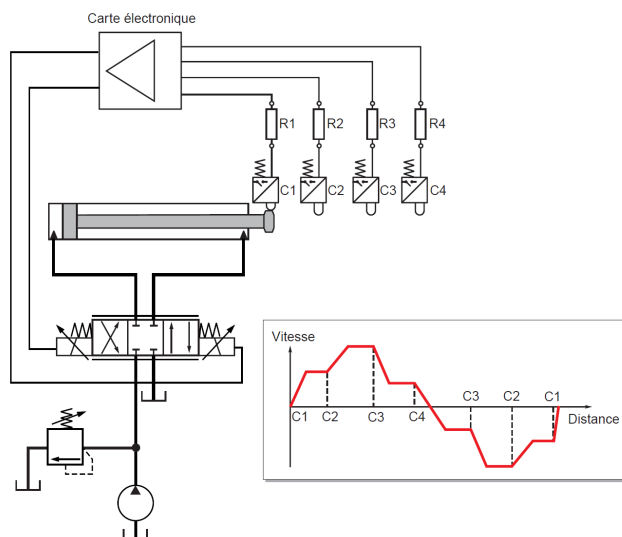 Carte électronique
R1 R2 R3 R4
C1 C2 C3 C4
Vitesse
C3 C2 C1
C1 C2 C3 C4
Distance